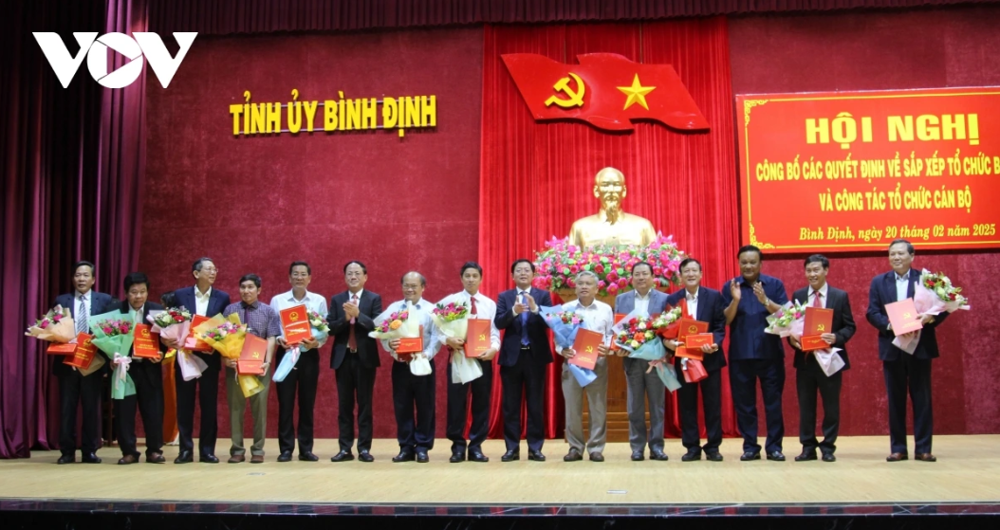 VOV
TỈNH ỦY BÌNH ĐỊNH
HỘI NGHỊ
CÔNG BỐ CÁC QUYẾT ĐỊNH VỀ SẮP XẾP TỔ CHỨC B
VÀ CÔNG TÁC TỔ CHỨC CÁN BỘ
Bình Định, ngày 20 tháng 02 năm 2025